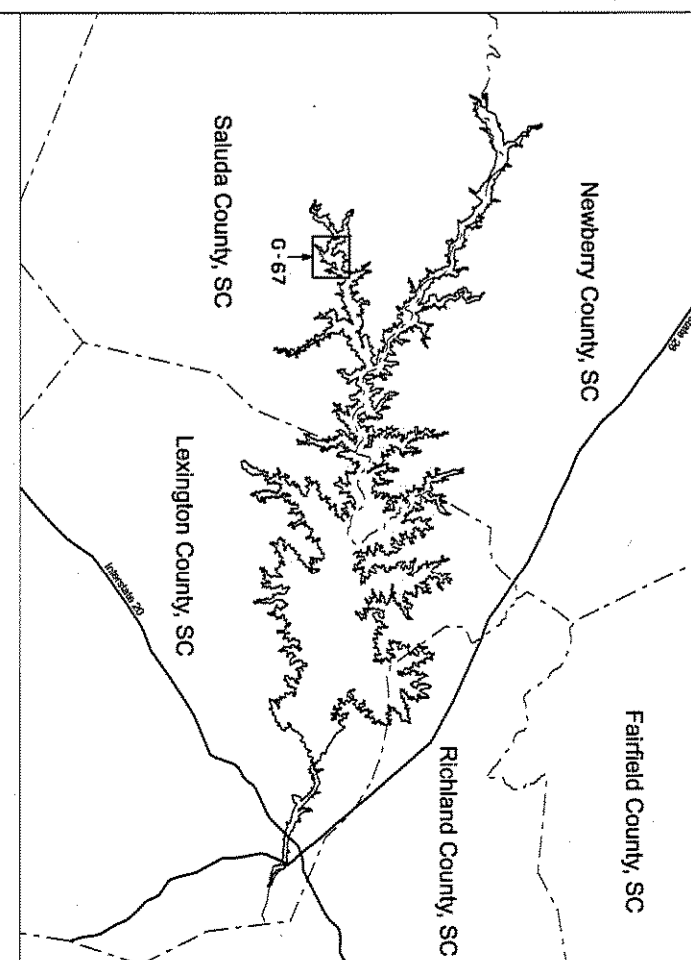 Newberry County, SC
Fairfield County, SC
Saluda County, SC
G-67
Richland County, SC
Lexington County, SC
Interstate 20